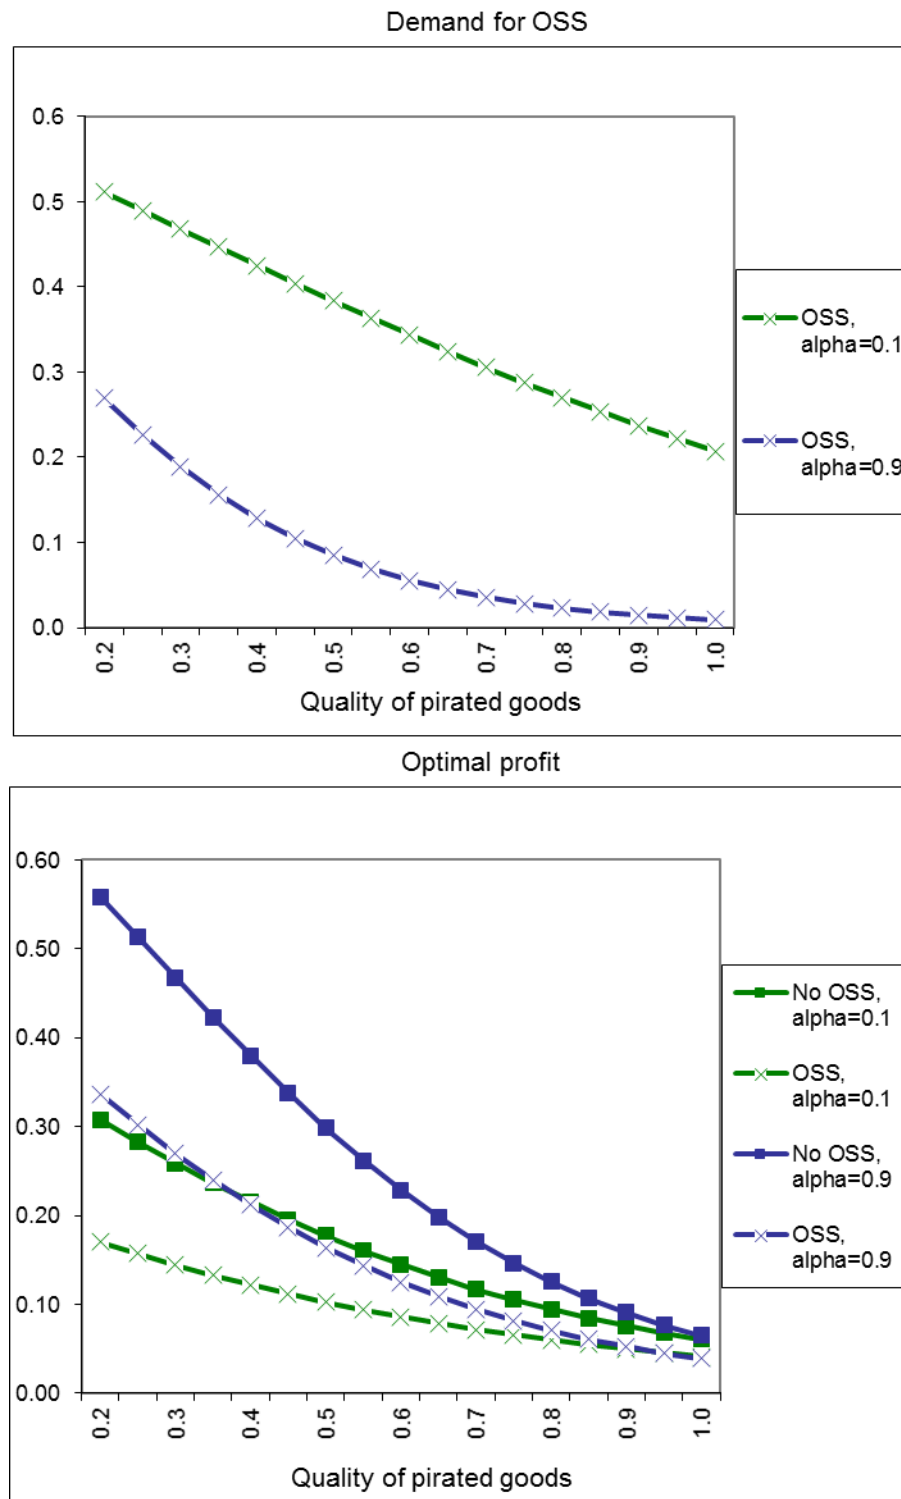 Demand for OSS
0.6
0.5
0.4
0.3
0.2
0.1
0.0
0.2
0.3
0.4
0.5
0.6
0.7
0.8
0.9
1.0
Quality of pirated goods
OSS,
alpha=0.1
OSS,
alpha=0.9
Optimal profit
0.60
0.50
0.40
0.30
0.20
0.10
0.00
0.2
0.3
0.4
0.5
0.6
0.7
0.8
0.9
1.0
Quality of pirated goods
No OSS,
alpha=0.1
OSS,
alpha=0.1
No OSS,
alpha=0.9
OSS,
alpha=0.9